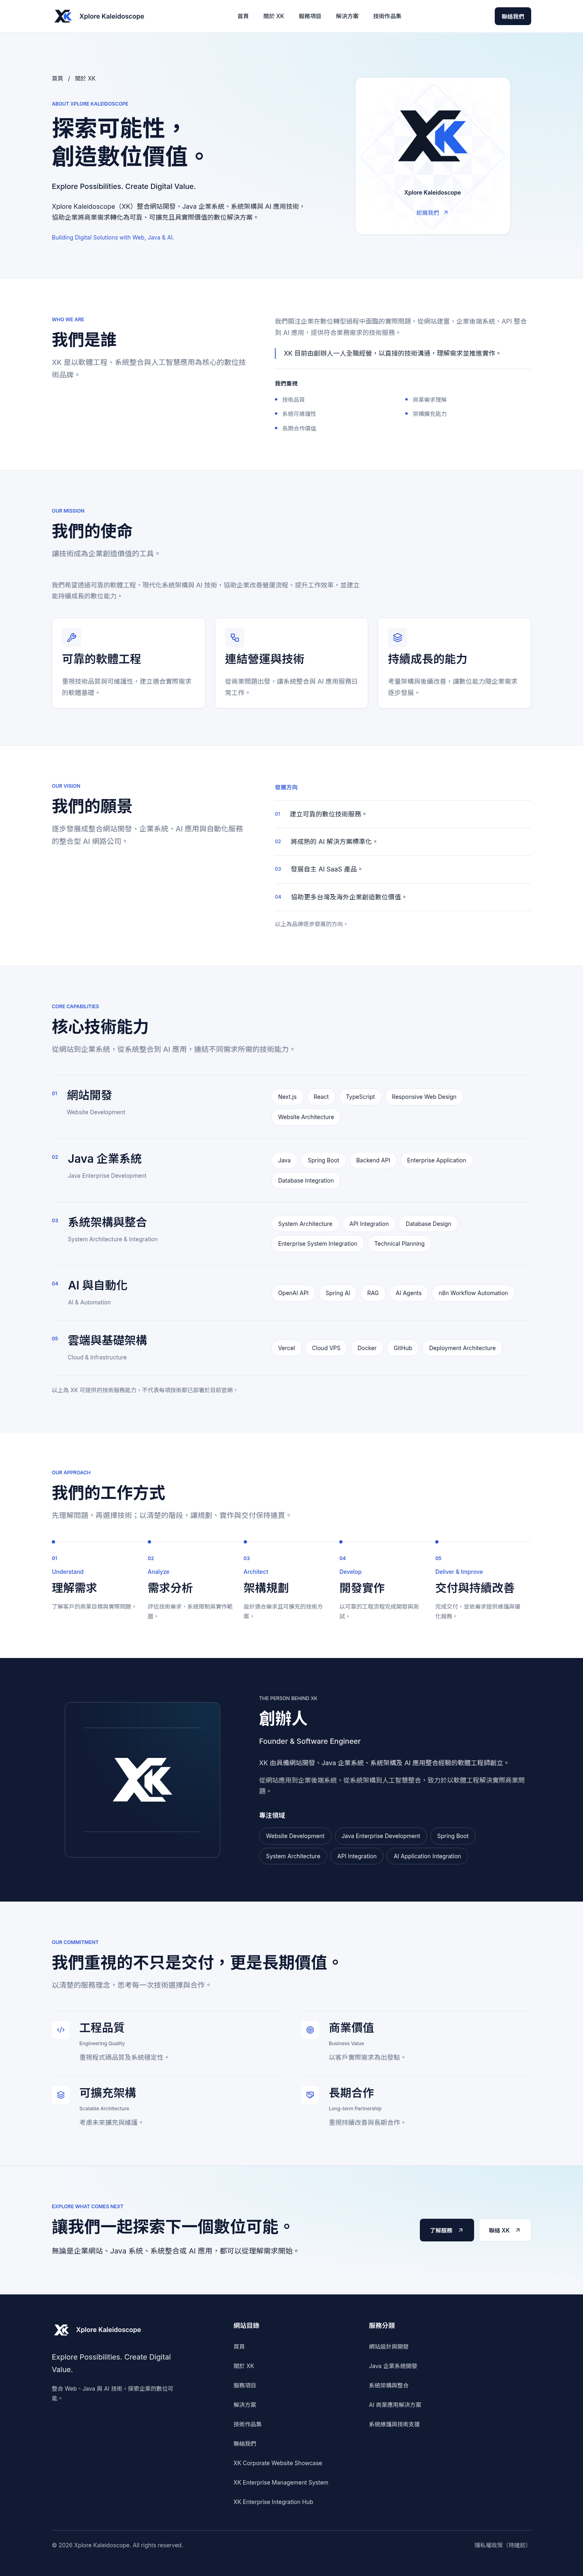 Xplore Kaleidoscope
首頁
關於 XK
服務項目
解決方案
技術作品集
聯絡我們
首頁 / 關於 XK
ABOUT XPLORE KALEIDOSCOPE
探索可能性，
創造數位價值。
Explore Possibilities. Create Digital Value.
Xplore Kaleidoscope（XK）整合網站開發、Java 企業系統、系統架構與 AI 應用技術，
協助企業將商業需求轉化為可靠、可擴充且具實際價值的數位解決方案。
Building Digital Solutions with Web, Java & AI.
Xplore Kaleidoscope
認識我們
WHO WE ARE
我們是誰
XK 是以軟體工程、系統整合與人工智慧應用為核心的數位技
術品牌。
我們關注企業在數位轉型過程中面臨的實際問題，從網站建置、企業後端系統、API 整合
到 AI 應用，提供符合業務需求的技術服務。
XK 目前由創辦人一人全職經營，以直接的技術溝通，理解需求並推進實作。
我們重視
技術品質
商業需求理解
系統可維護性
架構擴充能力
長期合作價值
OUR MISSION
我們的使命
讓技術成為企業創造價值的工具。
我們希望透過可靠的軟體工程、現代化系統架構與 AI 技術，協助企業改善營運流程、提升工作效率，並建立
能持續成長的數位能力。
可靠的軟體工程
重視技術品質與可維護性，建立適合實際需求
的軟體基礎。
連結營運與技術
從商業問題出發，讓系統整合與 AI 應用服務日
常工作。
持續成長的能力
考量架構與後續改善，讓數位能力隨企業需求
逐步發展。
OUR VISION
我們的願景
逐步發展成整合網站開發、企業系統、AI 應用與自動化服務
的整合型 AI 網路公司。
發展方向
01 建立可靠的數位技術服務。
02 將成熟的 AI 解決方案標準化。
03 發展自主 AI SaaS 產品。
04 協助更多台灣及海外企業創造數位價值。
以上為品牌逐步發展的方向。
CORE CAPABILITIES
核心技術能力
從網站到企業系統，從系統整合到 AI 應用，連結不同需求所需的技術能力。
01 網站開發
Website Development
Next.js React TypeScript Responsive Web Design
Website Architecture
02 Java 企業系統
Java Enterprise Development
Java Spring Boot Backend API Enterprise Application
Database Integration
03 系統架構與整合
System Architecture & Integration
System Architecture API Integration Database Design
Enterprise System Integration Technical Planning
04 AI 與自動化
AI & Automation
OpenAI API Spring AI RAG AI Agents n8n Workflow Automation
05 雲端與基礎架構
Cloud & Infrastructure
Vercel Cloud VPS Docker GitHub Deployment Architecture
以上為 XK 可提供的技術服務能力，不代表每項技術都已部署於目前官網。
OUR APPROACH
我們的工作方式
先理解問題，再選擇技術；以清楚的階段，讓規劃、實作與交付保持連貫。
01
Understand
理解需求
了解客戶的商業目標與實際問題。
02
Analyze
需求分析
評估技術需求、系統限制與實作範
圍。
03
Architect
架構規劃
設計適合需求且可擴充的技術方
案。
04
Develop
開發實作
以可靠的工程流程完成開發與測
試。
05
Deliver & Improve
交付與持續改善
完成交付，並依需求提供維護與優
化服務。
THE PERSON BEHIND XK
創辦人
Founder & Software Engineer
XK 由具備網站開發、Java 企業系統、系統架構及 AI 應用整合經驗的軟體工程師創立。
從網站應用到企業後端系統，從系統架構到人工智慧整合，致力於以軟體工程解決實際商業問
題。
專注領域
Website Development Java Enterprise Development Spring Boot
System Architecture API Integration AI Application Integration
OUR COMMITMENT
我們重視的不只是交付，更是長期價值。
以清楚的服務理念，思考每一次技術選擇與合作。
工程品質
Engineering Quality
重視程式碼品質及系統穩定性。
商業價值
Business Value
以客戶實際需求為出發點。
可擴充架構
Scalable Architecture
考慮未來擴充與維護。
長期合作
Long-term Partnership
重視持續改善與長期合作。
EXPLORE WHAT COMES NEXT
讓我們一起探索下一個數位可能。
無論是企業網站、Java 系統、系統整合或 AI 應用，都可以從理解需求開始。
了解服務
聯絡 XK
Xplore Kaleidoscope
Explore Possibilities. Create Digital
Value.
整合 Web、Java 與 AI 技術，探索企業的數位可
能。
網站目錄
首頁
關於 XK
服務項目
解決方案
技術作品集
聯絡我們
XK Corporate Website Showcase
XK Enterprise Management System
XK Enterprise Integration Hub
服務分類
網站設計與開發
Java 企業系統開發
系統架構與整合
AI 商業應用解決方案
系統維護與技術支援
© 2026 Xplore Kaleidoscope. All rights reserved.
隱私權政策（待確認）